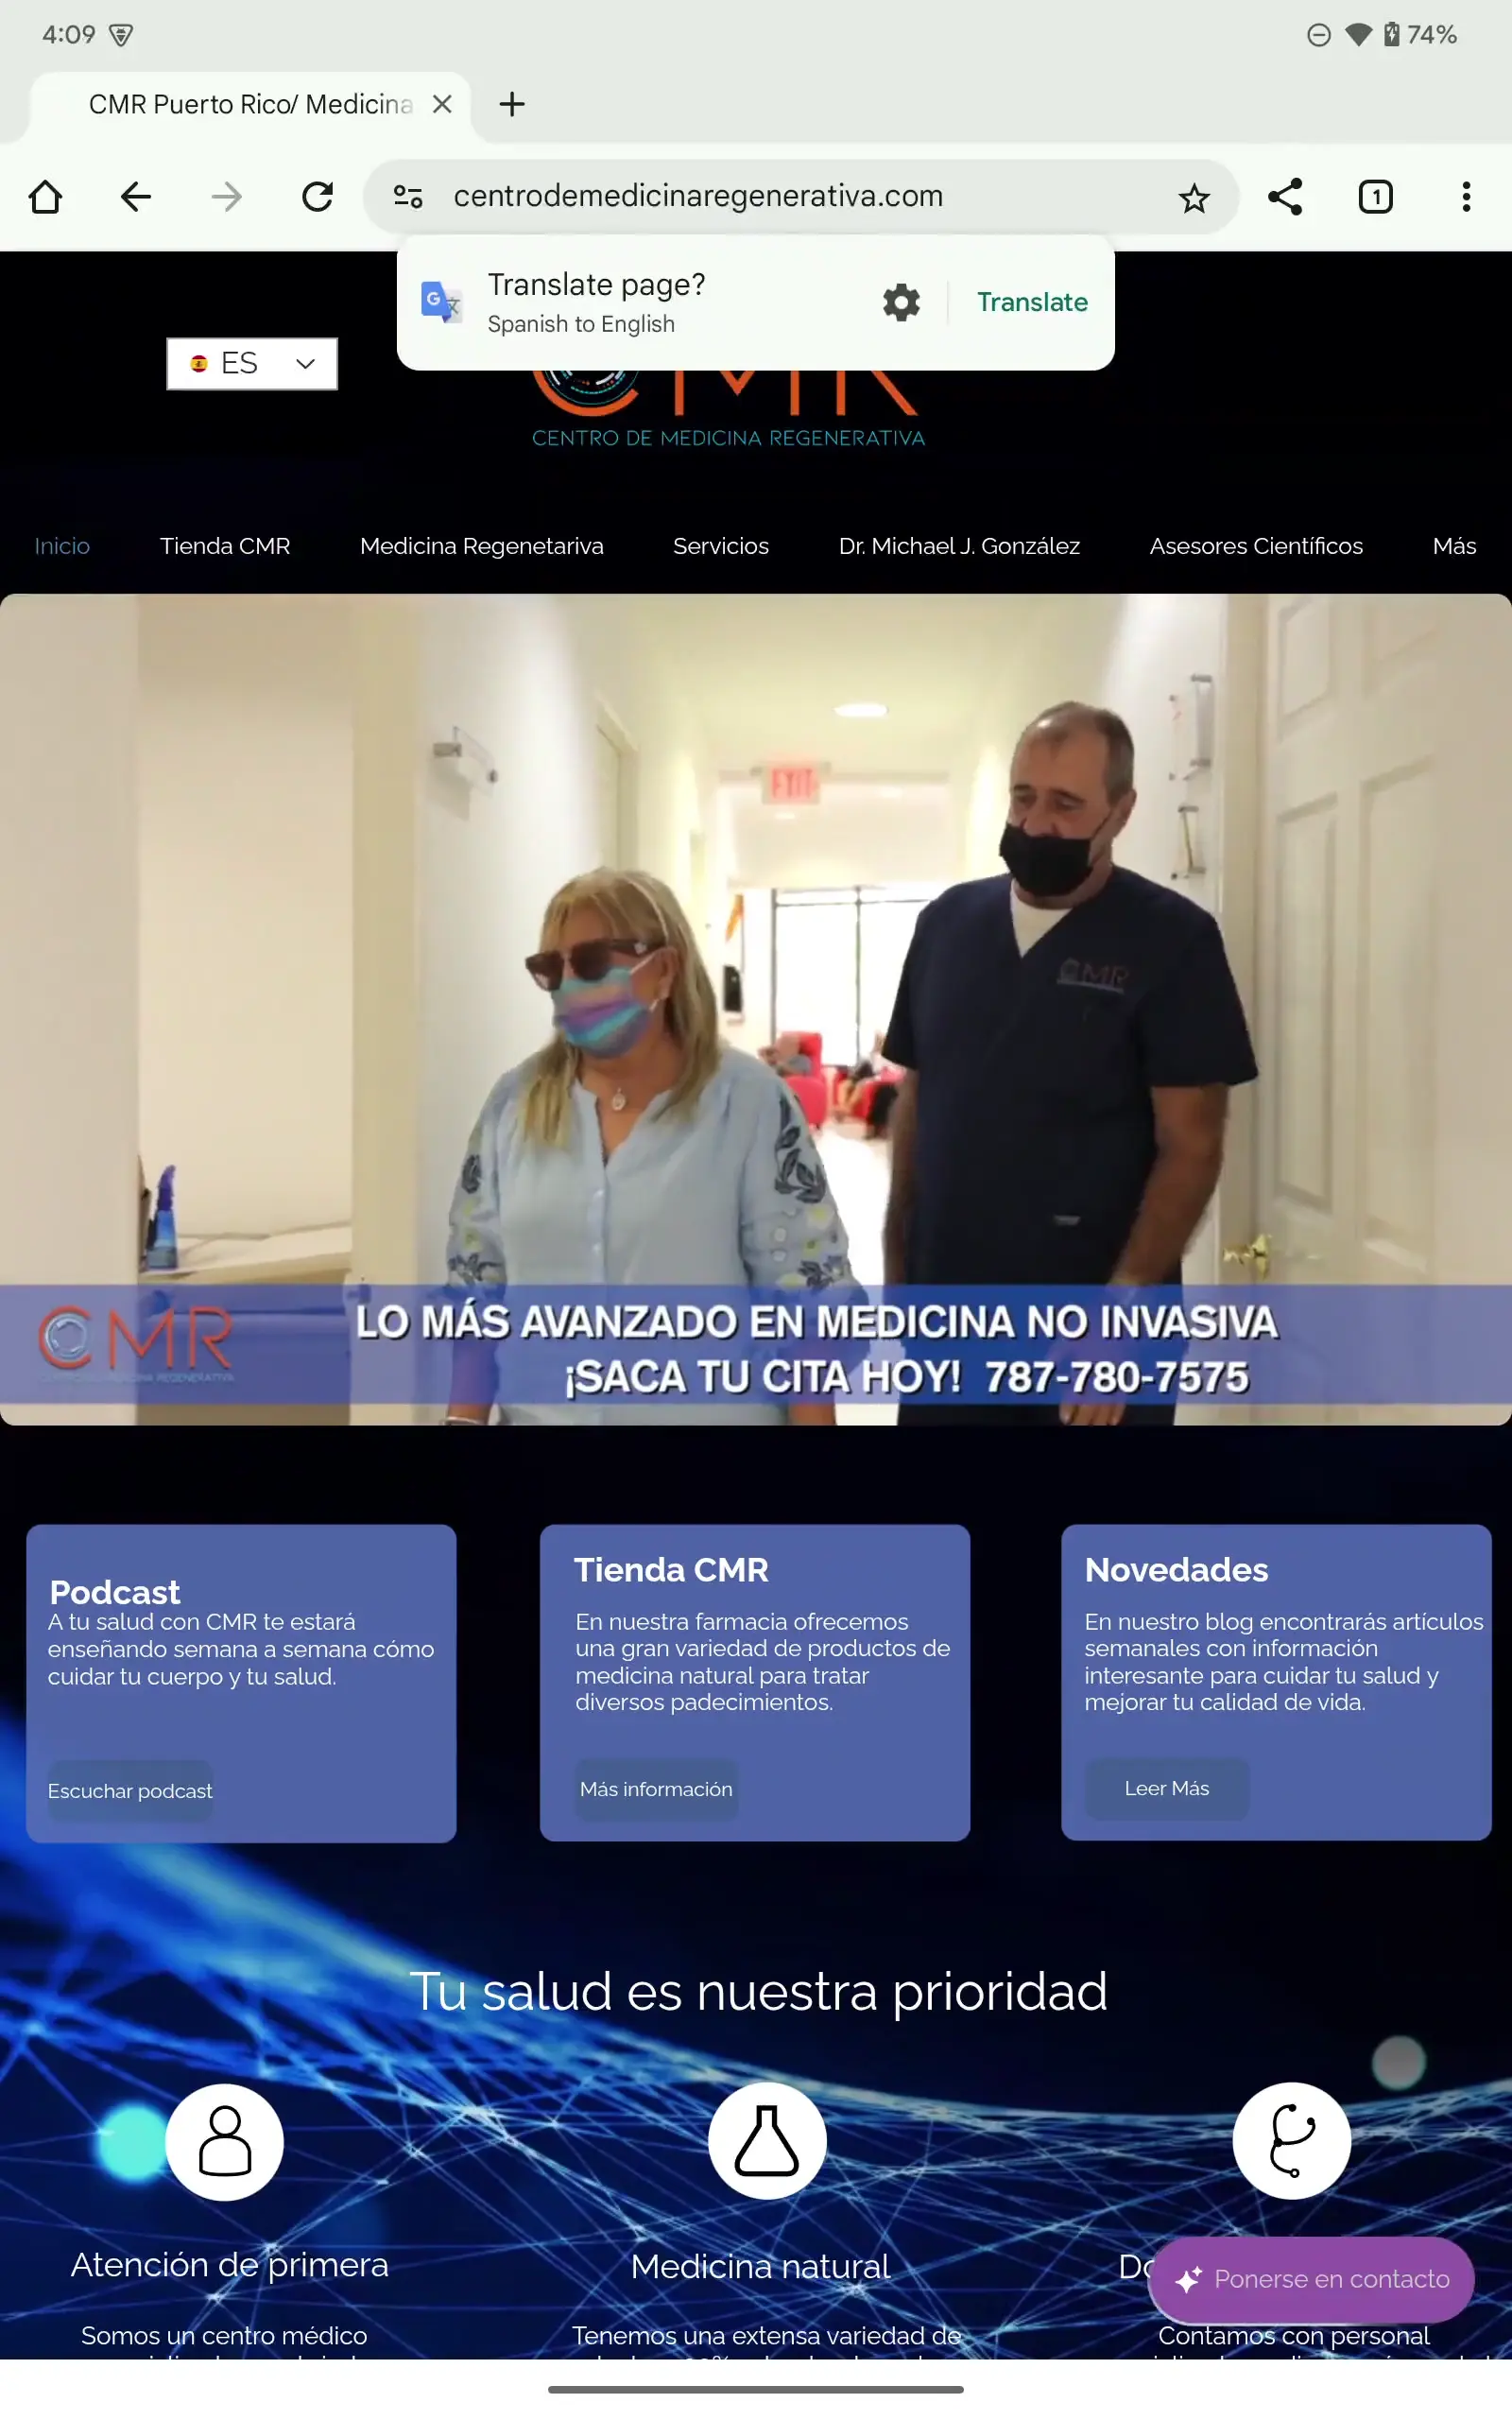 4:09
74%
CMR Puerto Rico/ Medicina
centrodemedicinaregenerativa.com
1
Translate page?
Spanish to English
Translate
ES
CMR
CENTRO DE MEDICINA REGENERATIVA
Inicio Tienda CMR Medicina Regenetariva Servicios Dr. Michael J. González Asesores Científicos Más
EXIT
CMR
CMR
LO MÁS AVANZADO EN MEDICINA NO INVASIVA
¡SACA TU CITA HOY! 787-780-7575
Podcast
A tu salud con CMR te estará
enseñando semana a semana cómo
cuidar tu cuerpo y tu salud.
Escuchar podcast
Tienda CMR
En nuestra farmacia ofrecemos
una gran variedad de productos de
medicina natural para tratar
diversos padecimientos.
Más información
Novedades
En nuestro blog encontrarás artículos
semanales con información
interesante para cuidar tu salud y
mejorar tu calidad de vida.
Leer Más
Tu salud es nuestra prioridad
Atención de primera
Somos un centro médico
Medicina natural
Tenemos una extensa variedad de
Ponerse en contacto
Contamos con personal